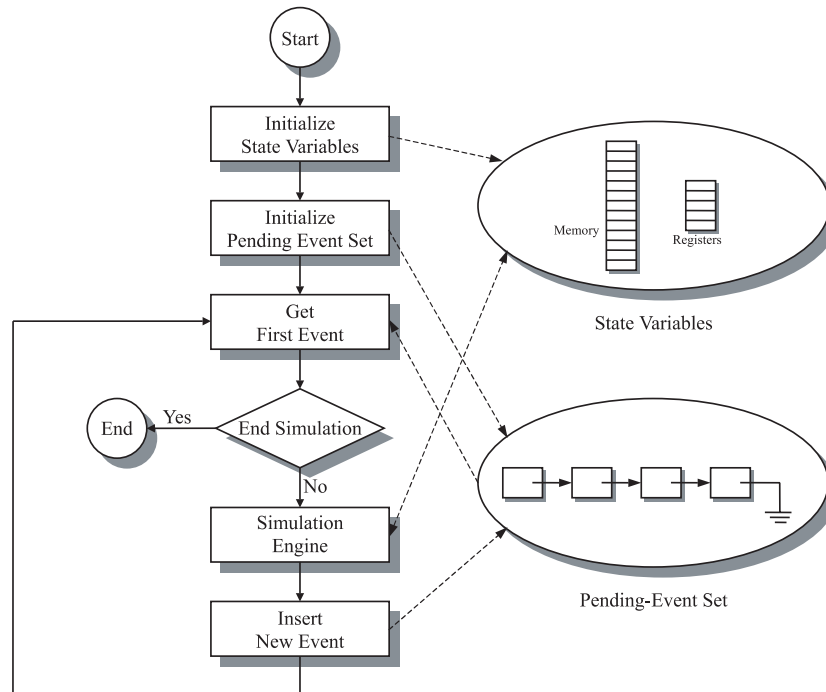 Start
Initialize
State Variables
Initialize
Pending Event Set
Get
First Event
End Simulation
Yes
End
No
Simulation
Engine
Insert
New Event
Memory
Registers
State Variables
Pending-Event Set